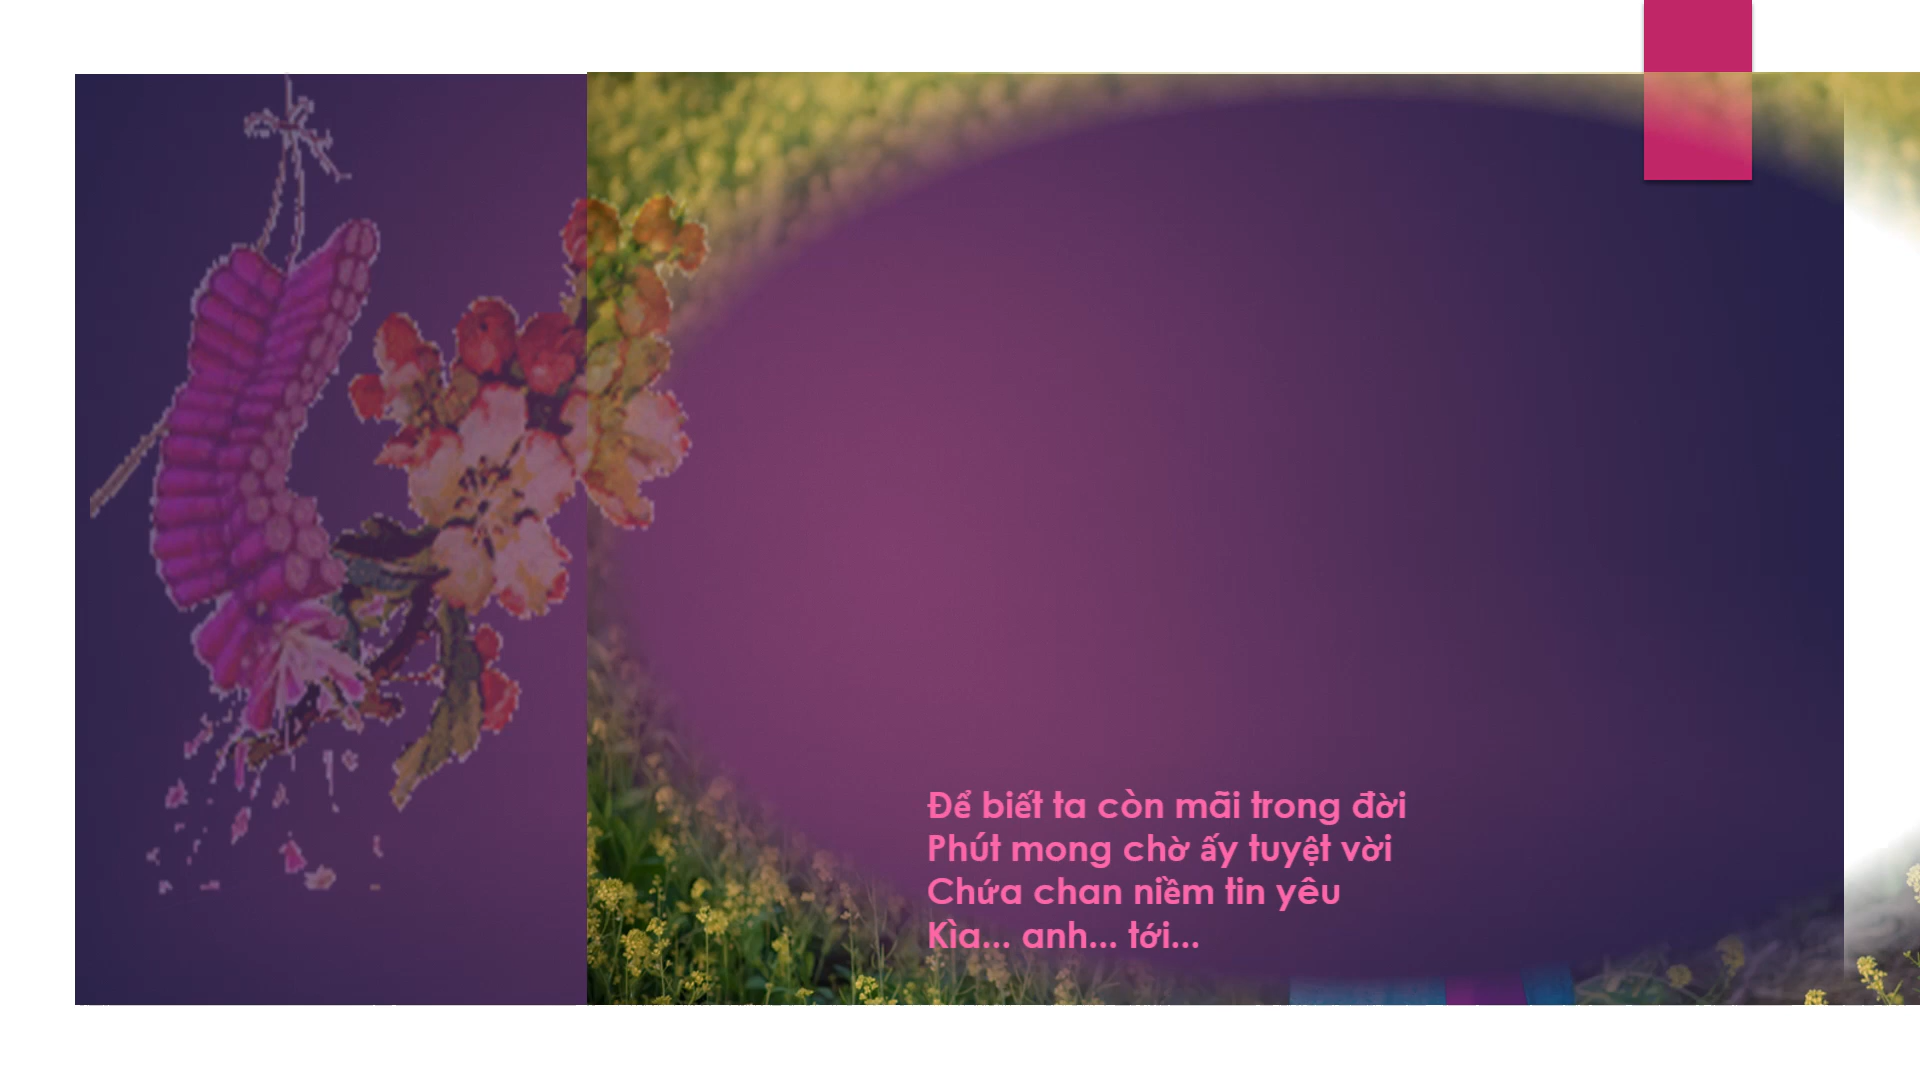 Để biết ta còn mãi trong đời
Phút mong chờ ấy tuyệt vời
Chứa chan niềm tin yêu
Kìa... anh... tới...